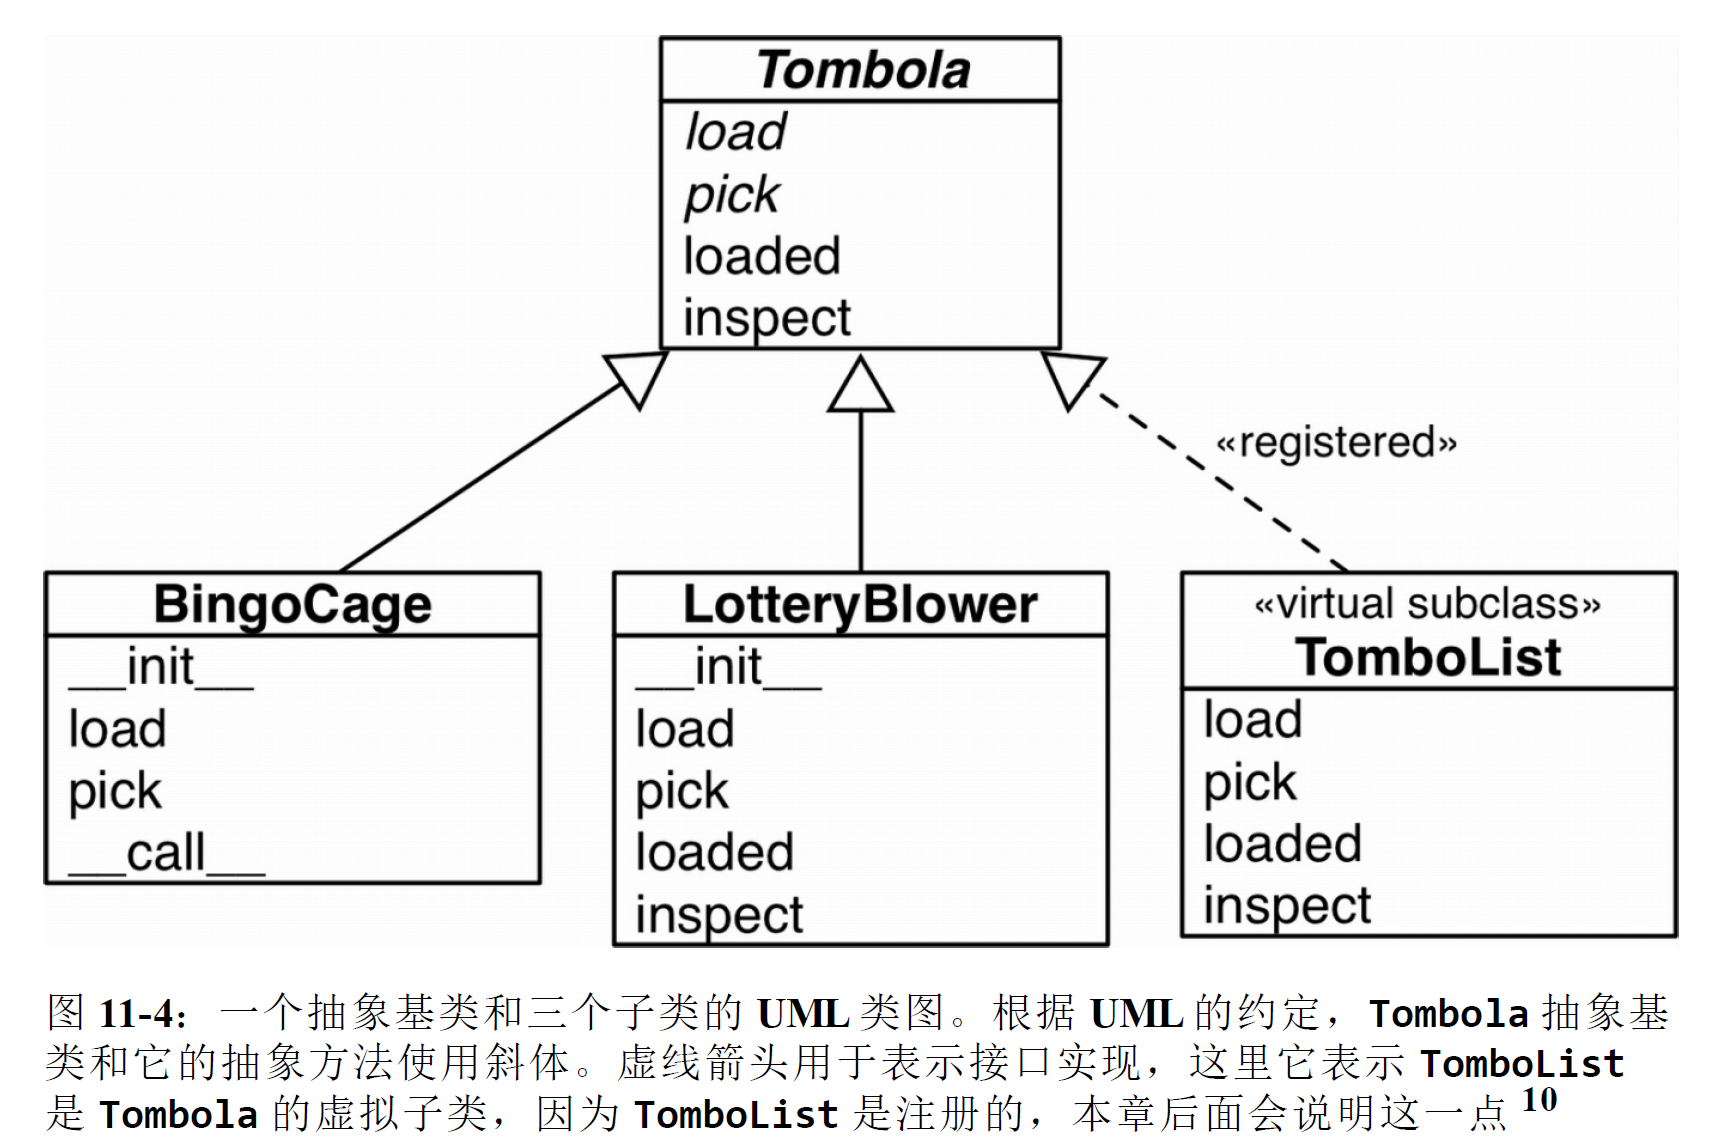 Tombola
load
pick
loaded
inspect
«registered»
BingoCage
__init__
load
pick
__call__
LotteryBlower
__init__
load
pick
loaded
inspect
«virtual subclass»
TomboList
load
pick
loaded
inspect
图 11-4：一个抽象基类和三个子类的 UML 类图。根据 UML 的约定，Tombola 抽象基
类和它的抽象方法使用斜体。虚线箭头用于表示接口实现，这里它表示 TomboList
是 Tombola 的虚拟子类，因为 TomboList 是注册的，本章后面会说明这一点 10